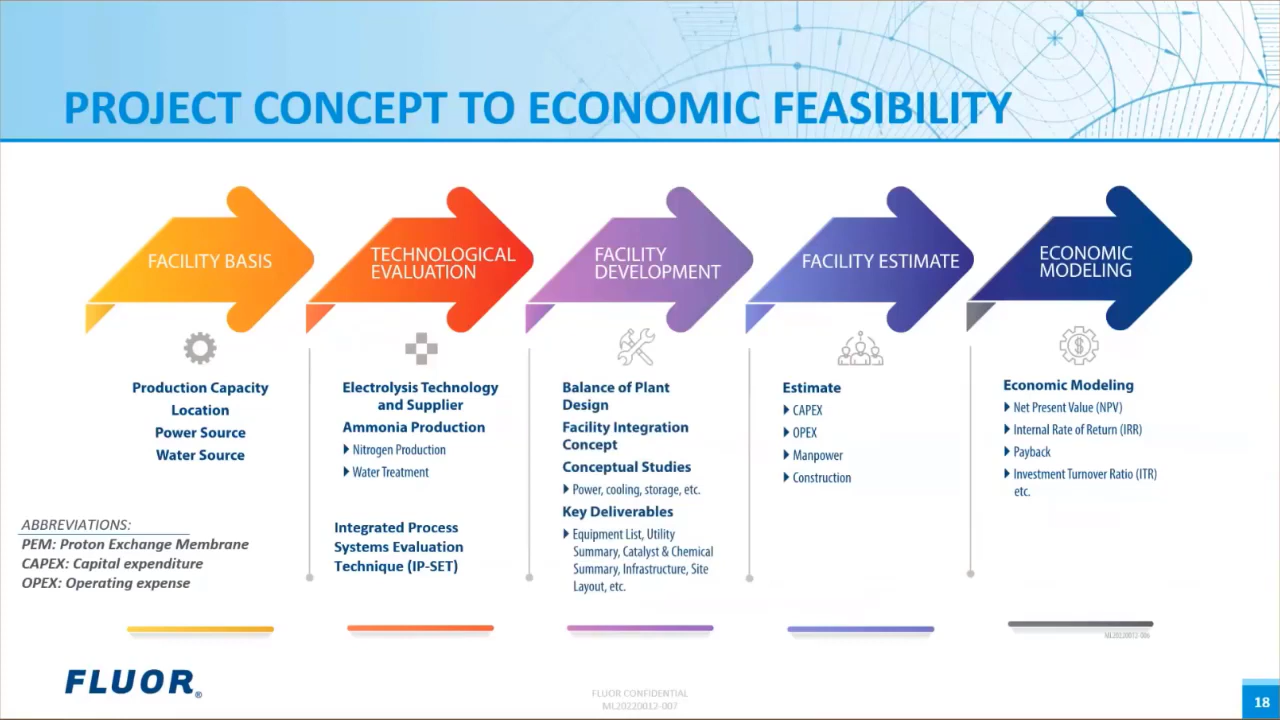 PROJECT CONCEPT TO ECONOMIC FEASIBILITY
FACILITY BASIS
Production Capacity
Location
Power Source
Water Source
TECHNOLOGICAL
EVALUATION
Electrolysis Technology
and Supplier
Ammonia Production
Nitrogen Production
Water Treatment
Integrated Process
Systems Evaluation
Technique (IP-SET)
FACILITY
DEVELOPMENT
Balance of Plant
Design
Facility Integration
Concept
Conceptual Studies
Power, cooling, storage, etc.
Key Deliverables
Equipment List, Utility
Summary, Catalyst & Chemical
Summary, Infrastructure, Site
Layout, etc.
FACILITY ESTIMATE
Estimate
CAPEX
OPEX
Manpower
Construction
ECONOMIC
MODELING
Economic Modeling
Net Present Value (NPV)
Internal Rate of Return (IRR)
Payback
Investment Turnover Ratio (ITR)
etc.
ML20220012-006
ABBREVIATIONS:
PEM: Proton Exchange Membrane
CAPEX: Capital expenditure
OPEX: Operating expense
FLUOR®
FLUOR CONFIDENTIAL
ML20220012-007
18